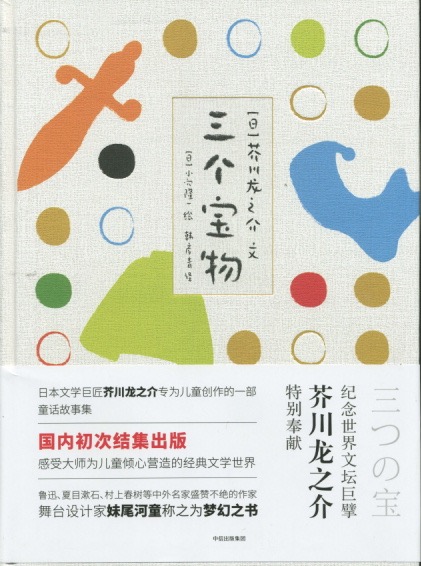 [日]芥川龙之介 文
三个宝物
[日]小穴隆一 绘 韩彦青 译
日本文学巨匠芥川龙之介专为儿童创作的一部
童话故事集
国内初次结集出版
感受大师为儿童倾心营造的经典文学世界
鲁迅、夏目漱石、村上春树等中外名家盛赞不绝的作家
舞台设计家妹尾河童称之为梦幻之书
三つの宝
纪念世界文坛巨擘
芥川龙之介
特别奉献
中信出版集团